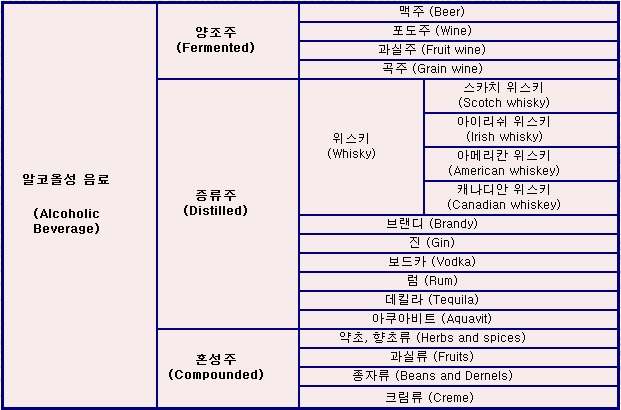 알코올성 음료
(Alcoholic
Beverage)
양조주
(Fermented)
맥주 (Beer)
포도주 (Wine)
과실주 (Fruit wine)
곡주 (Grain wine)
증류주
(Distilled)
위스키
(Whisky)
스카치 위스키
(Scotch whisky)
아이리쉬 위스키
(Irish whisky)
아메리칸 위스키
(American whiskey)
캐나디안 위스키
(Canadian whiskey)
브랜디 (Brandy)
진 (Gin)
보드카 (Vodka)
럼 (Rum)
데킬라 (Tequila)
아쿠아비트 (Aquavit)
혼성주
(Compounded)
약초, 향초류 (Herbs and spices)
과실류 (Fruits)
종자류 (Beans and Dernels)
크림류 (Creme)